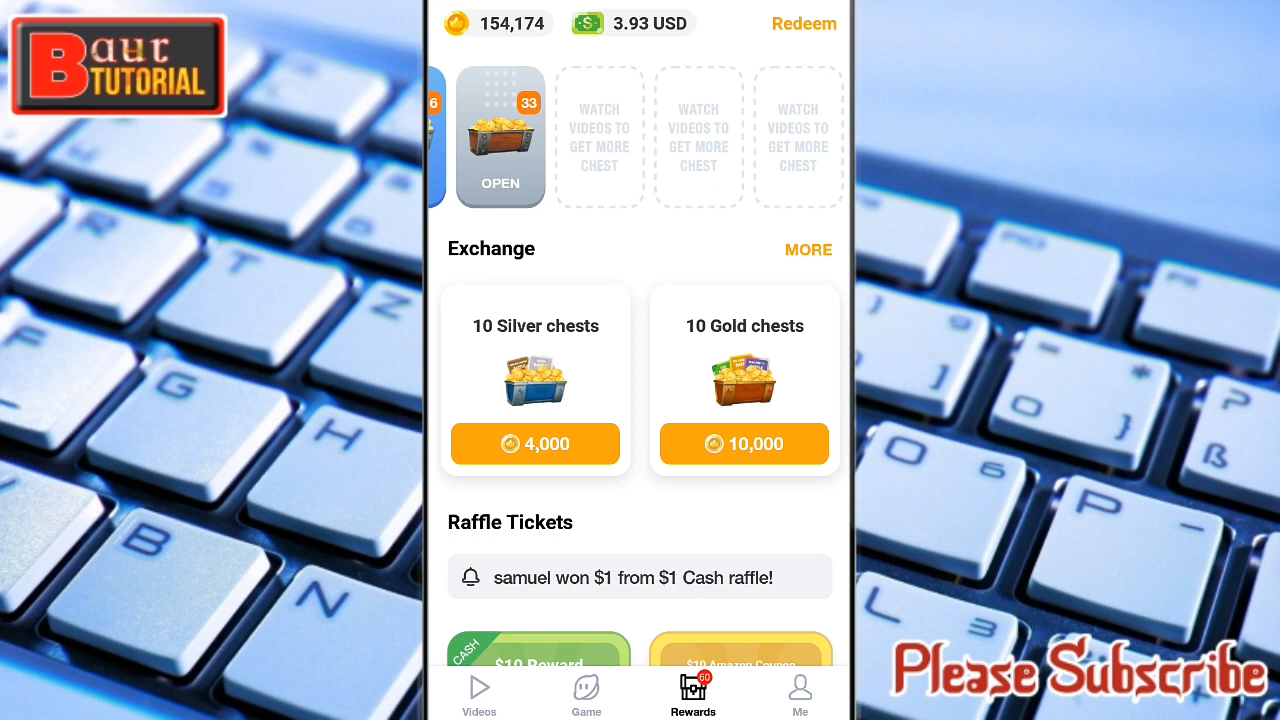 Baur
TUTORIAL
154,174
3.93 USD
Redeem
6
33
OPEN
WATCH
VIDEOS TO
GET MORE
CHEST
WATCH
VIDEOS TO
GET MORE
CHEST
WATCH
VIDEOS TO
GET MORE
CHEST
Exchange
MORE
10 Silver chests
4,000
10 Gold chests
10,000
Raffle Tickets
samuel won $1 from $1 Cash raffle!
CASH
$10 Reward
$10 Amazon Coupon
Videos
Game
60
Rewards
Me
R
T
Z
F
G
H
B
N
O
6
P
-
L
3
?
ß
O
}
*
Please Subscribe